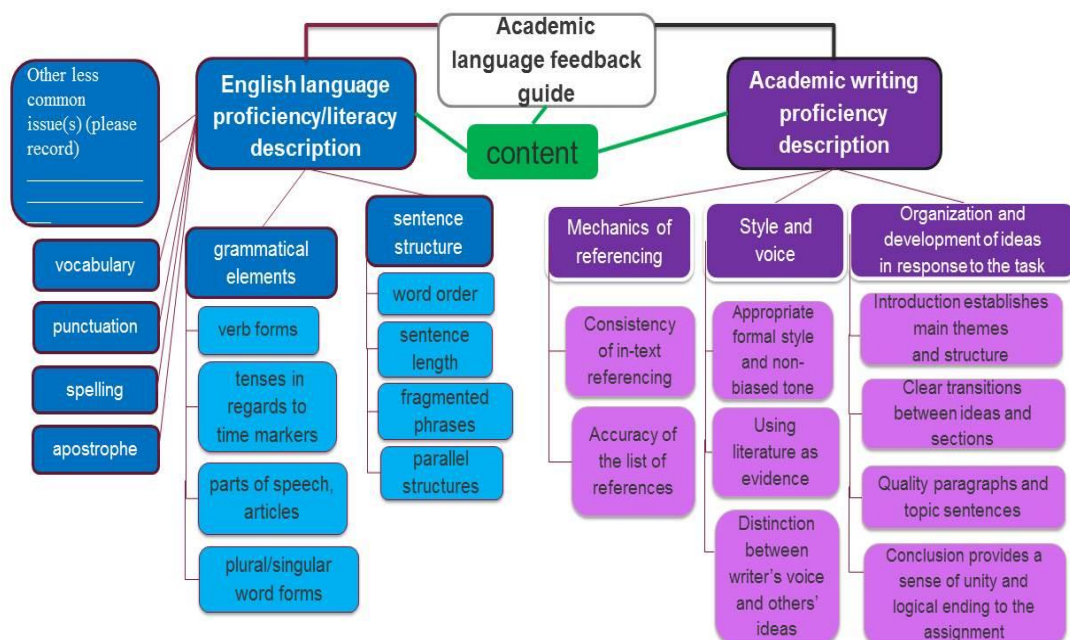 Academic
language feedback
guide
content
Other less
common
issue(s) (please
record)
English language
proficiency/literacy
description
vocabulary
punctuation
spelling
apostrophe
grammatical
elements
verb forms
tenses in
regards to
time markers
parts of speech,
articles
plural/singular
word forms
sentence
structure
word order
sentence
length
fragmented
phrases
parallel
structures
Academic writing
proficiency
description
Mechanics of
referencing
Consistency
of in-text
referencing
Accuracy of
the list of
references
Style and
voice
Appropriate
formal style
and non-
biased tone
Using
literature as
evidence
Distinction
between
writer's voice
and others'
ideas
Organization and
development of ideas
in response to the task
Introduction establishes
main themes
and structure
Clear transitions
between ideas and
sections
Quality paragraphs and
topic sentences
Conclusion provides a
sense of unity and
logical ending to the
assignment